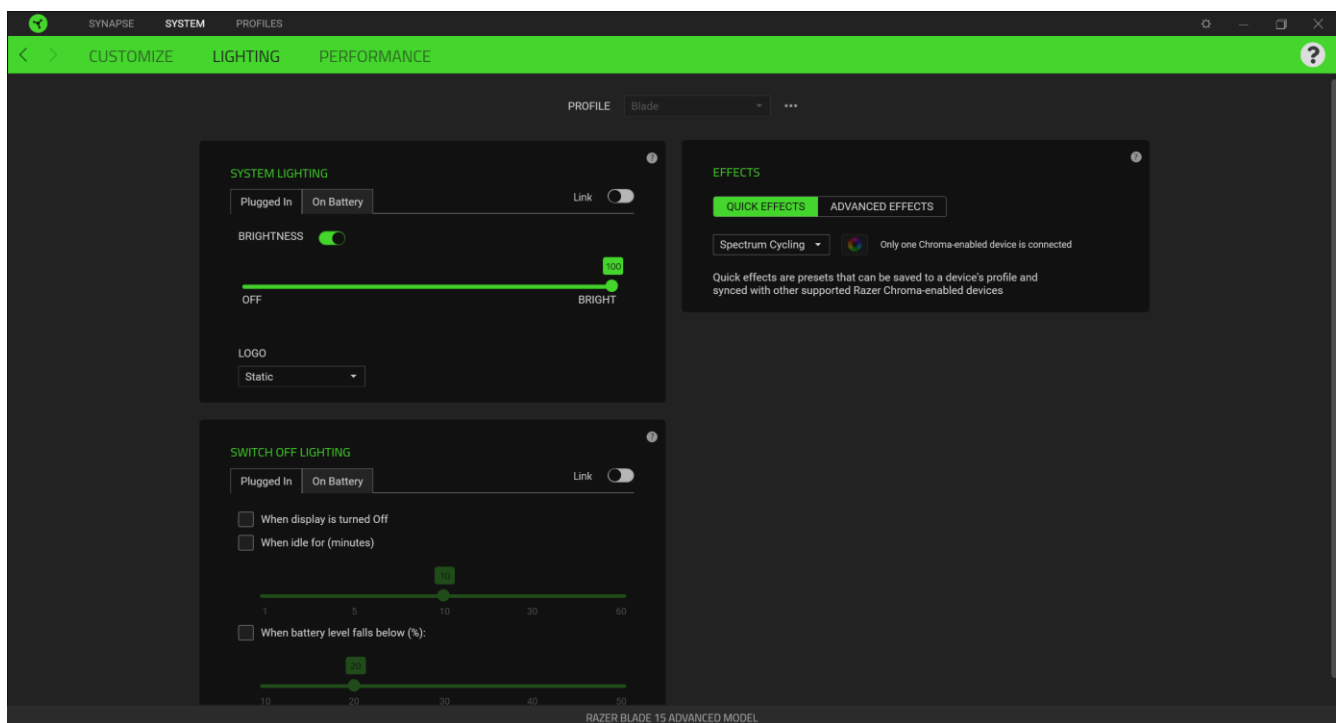 SYNAPSE SYSTEM PROFILES
CUSTOMIZE LIGHTING PERFORMANCE ?
PROFILE Blade
SYSTEM LIGHTING
Plugged In On Battery Link
BRIGHTNESS
100
OFF BRIGHT
LOGO
Static
EFFECTS
QUICK EFFECTS ADVANCED EFFECTS
Spectrum Cycling Only one Chroma-enabled device is connected
Quick effects are presets that can be saved to a device's profile and
synced with other supported Razer Chroma-enabled devices
SWITCH OFF LIGHTING
Plugged In On Battery Link
When display is turned Off
When idle for (minutes)
10
1 5 10 30 60
When battery level falls below (%):
20
10 20 30 40 50
RAZER BLADE 15 ADVANCED MODEL